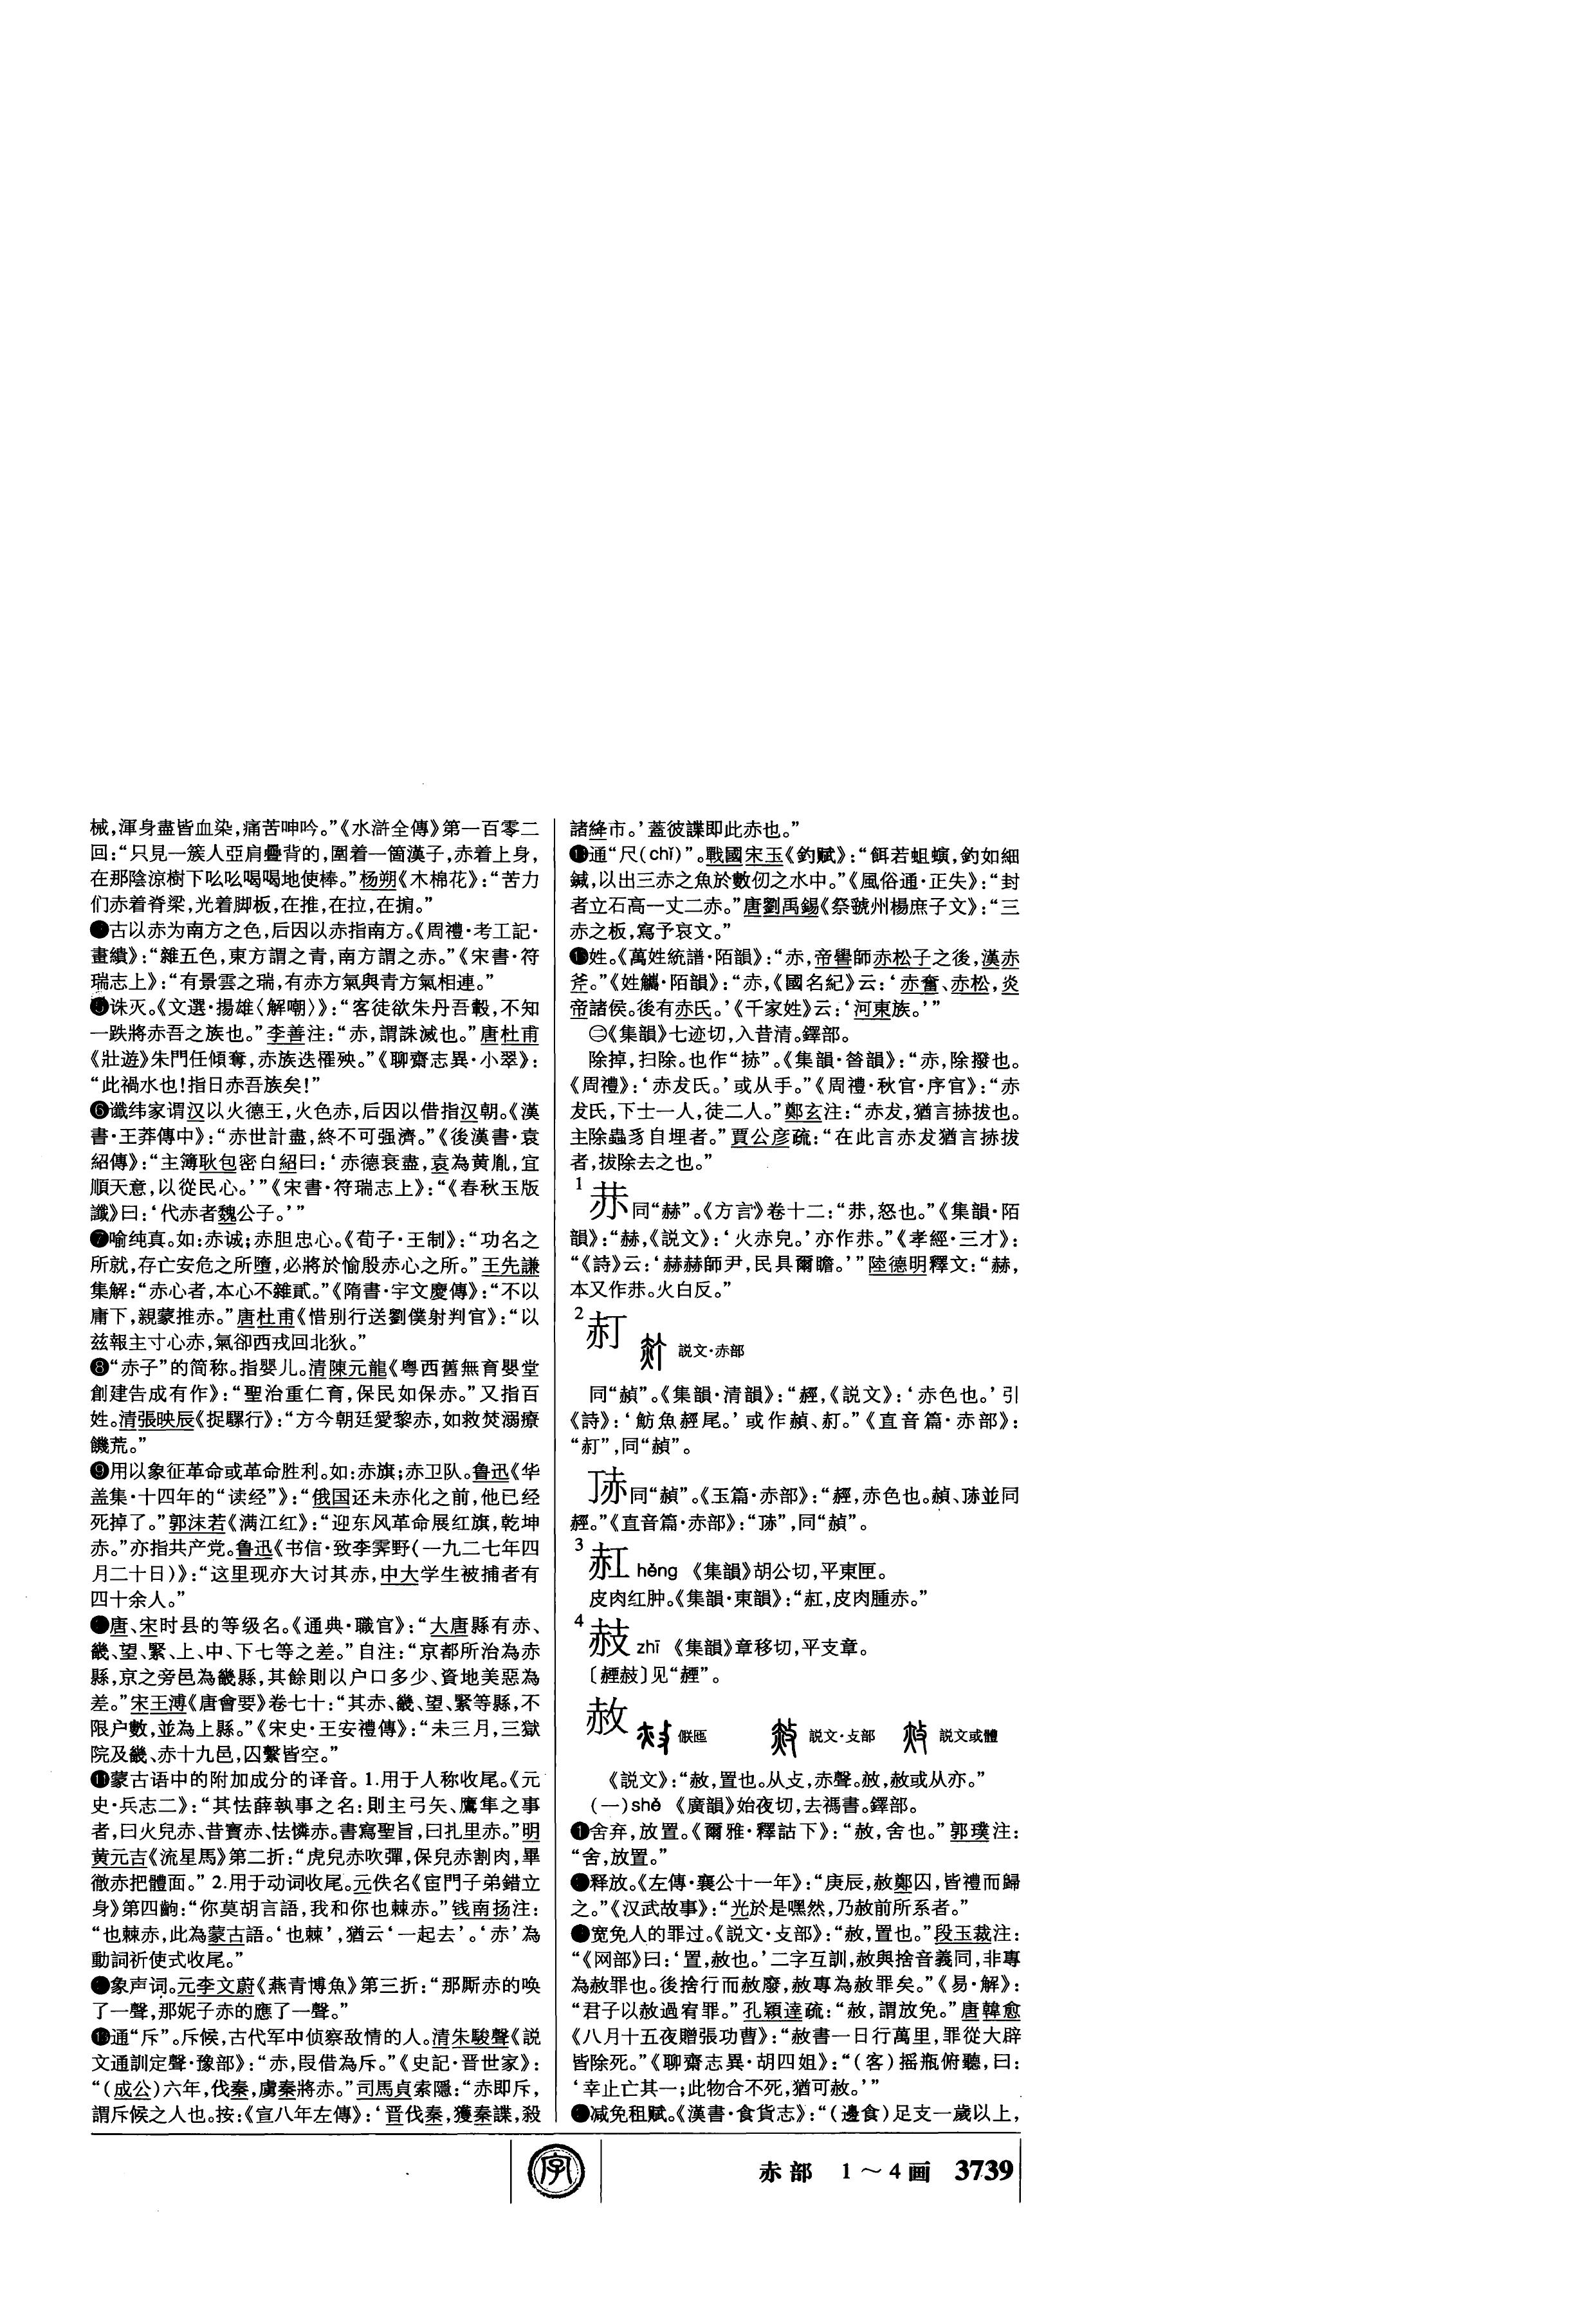 械，渾身盡皆血染，痛苦呻吟。”《水滸全傳》第一百零二
回：“只見一簇人亞肩疊背的，圍着一箇漢子，赤着上身，
在那陰涼樹下吆吆喝喝地使棒。”杨朔《木棉花》：“苦力
们赤着脊梁，光着脚板，在推，在拉，在掮。”
古以赤为南方之色，后因以赤指南方。《周禮·考工記·
畫繢》：“雜五色，東方謂之青，南方謂之赤。”《宋書·符
瑞志上》：“有景雲之瑞，有赤方氣與青方氣相連。”
❺诛灭。《文選·揚雄〈解嘲〉》：“客徒欲朱丹吾轂，不知
一跌將赤吾之族也。”李善注：“赤，謂誅滅也。”唐杜甫
《壯遊》朱門任傾奪，赤族迭罹殃。”《聊齋志異·小翠》：
“此禍水也！指日赤吾族矣！”
❻谶纬家谓汉以火德王，火色赤，后因以借指汉朝。《漢
書·王莽傳中》：“赤世計盡，終不可强濟。”《後漢書·袁
紹傳》：“主簿耿包密白紹曰：‘赤德衰盡，袁為黄胤，宜
順天意，以從民心。’”《宋書·符瑞志上》：“《春秋玉版
讖》曰：‘代赤者魏公子。’”
❼喻纯真。如：赤诚；赤胆忠心。《荀子·王制》：“功名之
所就，存亡安危之所墮，必將於愉殷赤心之所。”王先謙
集解：“赤心者，本心不雜貳。”《隋書·宇文慶傳》：“不以
庸下，親蒙推赤。”唐杜甫《惜别行送劉僕射判官》：“以
兹報主寸心赤，氣卻西戎回北狄。”
❽“赤子”的简称。指婴儿。清陳元龍《粤西舊無育嬰堂
創建告成有作》：“聖治重仁育，保民如保赤。”又指百
姓。清張映辰《捉騾行》：“方今朝廷愛黎赤，如救焚溺療
饑荒。”
❾用以象征革命或革命胜利。如：赤旗；赤卫队。鲁迅《华
盖集·十四年的“读经”》：“俄国还未赤化之前，他已经
死掉了。”郭沫若《满江红》：“迎东风革命展红旗，乾坤
赤。”亦指共产党。鲁迅《书信·致李霁野（一九二七年四
月二十日）》：“这里现亦大讨其赤，中大学生被捕者有
四十余人。”
唐、宋时县的等级名。《通典·職官》：“大唐縣有赤、
畿、望、緊、上、中、下七等之差。”自注：“京都所治為赤
縣，京之旁邑為畿縣，其餘則以户口多少、資地美惡為
差。”宋王溥《唐會要》卷七十：“其赤、畿、望、緊等縣，不
限户數，並為上縣。”《宋史·王安禮傳》：“未三月，三獄
院及畿、赤十九邑，囚繫皆空。”
⓫蒙古语中的附加成分的译音。1.用于人称收尾。《元
史·兵志二》：“其怯薛執事之名：則主弓矢、鷹隼之事
者，曰火兒赤、昔寶赤、怯憐赤。書寫聖旨，曰扎里赤。”明
黄元吉《流星馬》第二折：“虎兒赤吹彈，保兒赤割肉，畢
徹赤把體面。”2.用于动词收尾。元佚名《宦門子弟錯立
身》第四齣：“你莫胡言語，我和你也棘赤。”钱南扬注：
“也棘赤，此為蒙古語。‘也棘’，猶云‘一起去’。‘赤’為
動詞祈使式收尾。”
象声词。元李文蔚《燕青博魚》第三折：“那厮赤的唤
了一聲，那妮子赤的應了一聲。”
⓭通“斥”。斥候，古代军中侦察敌情的人。清朱駿聲《説
文通訓定聲·豫部》：“赤，叚借為斥。”《史記·晋世家》：
“（成公）六年，伐秦，虜秦將赤。”司馬貞索隱：“赤即斥，
謂斥候之人也。按：《宣八年左傳》：‘晋伐秦，獲秦諜，殺
諸絳市。’蓋彼諜即此赤也。”
⓮通“尺（chǐ）”。戰國宋玉《釣赋》：“餌若蛆螾，釣如細
鍼，以出三赤之魚於數仞之水中。”《風俗通·正失》：“封
者立石高一丈二赤。”唐劉禹錫《祭虢州楊庶子文》：“三
赤之板，寫予哀文。”
⓯姓。《萬姓統譜·陌韻》：“赤，帝嚳師赤松子之後，漢赤
斧。”《姓觿·陌韻》：“赤，《國名紀》云：‘赤奮、赤松，炎
帝諸侯。後有赤氏。’《千家姓》云：‘河東族。’”
㊁《集韻》七迹切，入昔清。鐸部。
除掉，扫除。也作“捇”。《集韻·昝韻》：“赤，除撥也。
《周禮》：‘赤犮氏。’或从手。”《周禮·秋官·序官》：“赤
犮氏，下士一人，徒二人。”鄭玄注：“赤犮，猶言捇拔也。
主除蟲豸自埋者。”賈公彦疏：“在此言赤犮猶言捇拔
者，拔除去之也。”
1
同“赫”。《方言》卷十二：“，怒也。”《集韻·陌
韻》：“赫，《説文》：‘火赤皃。’亦作。”《孝經·三才》：
“《詩》云：‘赫赫師尹，民具爾瞻。’”陸德明釋文：“赫，
本又作。火白反。”
2
䞓 説文·赤部
同“赬”。《集韻·清韻》：“䞓，《説文》：‘赤色也。’引
《詩》：‘魴魚䞓尾。’或作赬、。”《直音篇·赤部》：
“”，同“赬”。
同“赬”。《玉篇·赤部》：“䞓，赤色也。赬、並同
䞓。”《直音篇·赤部》：“”，同“赬”。
3
赨 hěng 《集韻》胡公切，平東匣。
皮肉红肿。《集韻·東韻》：“，皮肉腫赤。”
4
zhī 《集韻》章移切，平支章。
〔〕见“”。
赦 𠈇匜 説文·攴部 説文或體
《説文》：“赦，置也。从攴，赤聲。𢼜，赦或从亦。”
（一）shè 《廣韻》始夜切，去禡書。鐸部。
❶舍弃，放置。《爾雅·釋詁下》：“赦，舍也。”郭璞注：
“舍，放置。”
释放。《左傳·襄公十一年》：“庚辰，赦鄭囚，皆禮而歸
之。”《汉武故事》：“光於是嘿然，乃赦前所系者。”
宽免人的罪过。《説文·攴部》：“赦，置也。”段玉裁注：
“《网部》曰：‘置，赦也。’二字互訓，赦與捨音義同，非專
為赦罪也。後捨行而赦廢，赦專為赦罪矣。”《易·解》：
“君子以赦過宥罪。”孔穎達疏：“赦，謂放免。”唐韓愈
《八月十五夜贈張功曹》：“赦書一日行萬里，罪從大辟
皆除死。”《聊齋志異·胡四姐》：“（客）摇瓶俯聽，曰：
‘幸止亡其一；此物合不死，猶可赦。’”
减免租赋。《漢書·食貨志》：“（邊食）足支一歲以上，
字
赤部 1～4画 3739